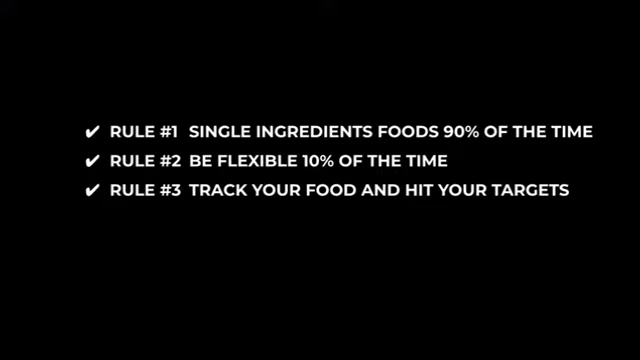 ✔ RULE #1 SINGLE INGREDIENTS FOODS 90% OF THE TIME
✔ RULE #2 BE FLEXIBLE 10% OF THE TIME
✔ RULE #3 TRACK YOUR FOOD AND HIT YOUR TARGETS